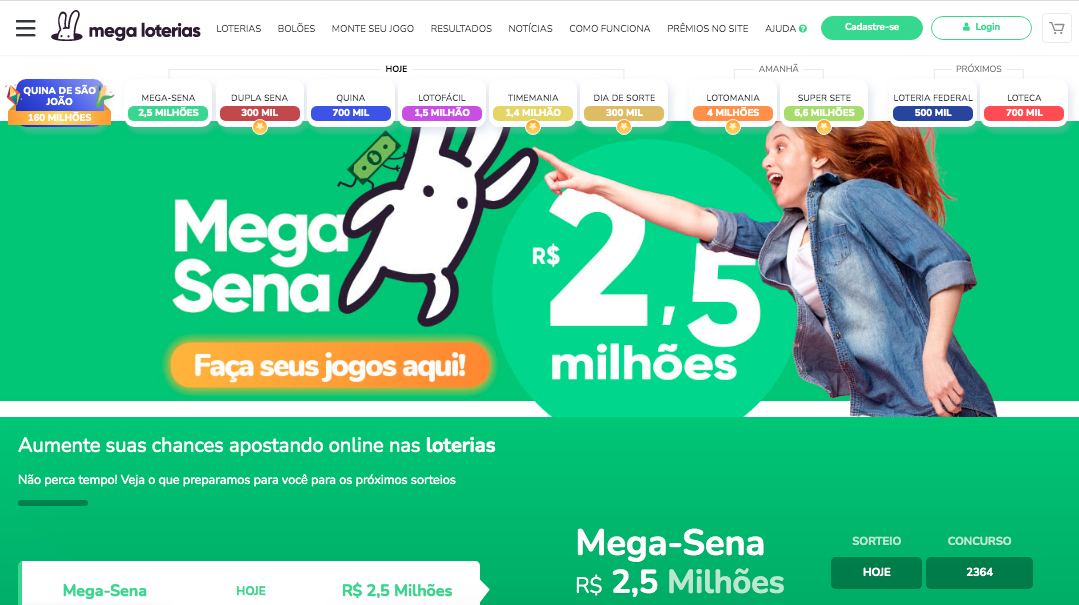 mega loterias
LOTERIAS BOLÕES MONTE SEU JOGO RESULTADOS NOTÍCIAS COMO FUNCIONA PRÊMIOS NO SITE AJUDA ?
Cadastre-se
Login
HOJE
AMANHÃ
PRÓXIMOS
QUINA DE SÃO
JOÃO
160 MILHÕES
MEGA-SENA
2,5 MILHÕES
DUPLA SENA
300 MIL
QUINA
700 MIL
LOTOFÁCIL
1,5 MILHÃO
TIMEMANIA
1,4 MILHÃO
DIA DE SORTE
300 MIL
LOTOMANIA
4 MILHÕES
SUPER SETE
6,6 MILHÕES
LOTERIA FEDERAL
500 MIL
LOTECA
700 MIL
Mega
Sena
Faça seus jogos aqui!
R$ 2,5
milhões
Aumente suas chances apostando online nas loterias
Não perca tempo! Veja o que preparamos para você para os próximos sorteios
Mega-Sena HOJE R$ 2,5 Milhões
Mega-Sena
R$ 2,5 Milhões
SORTEIO
HOJE
CONCURSO
2364